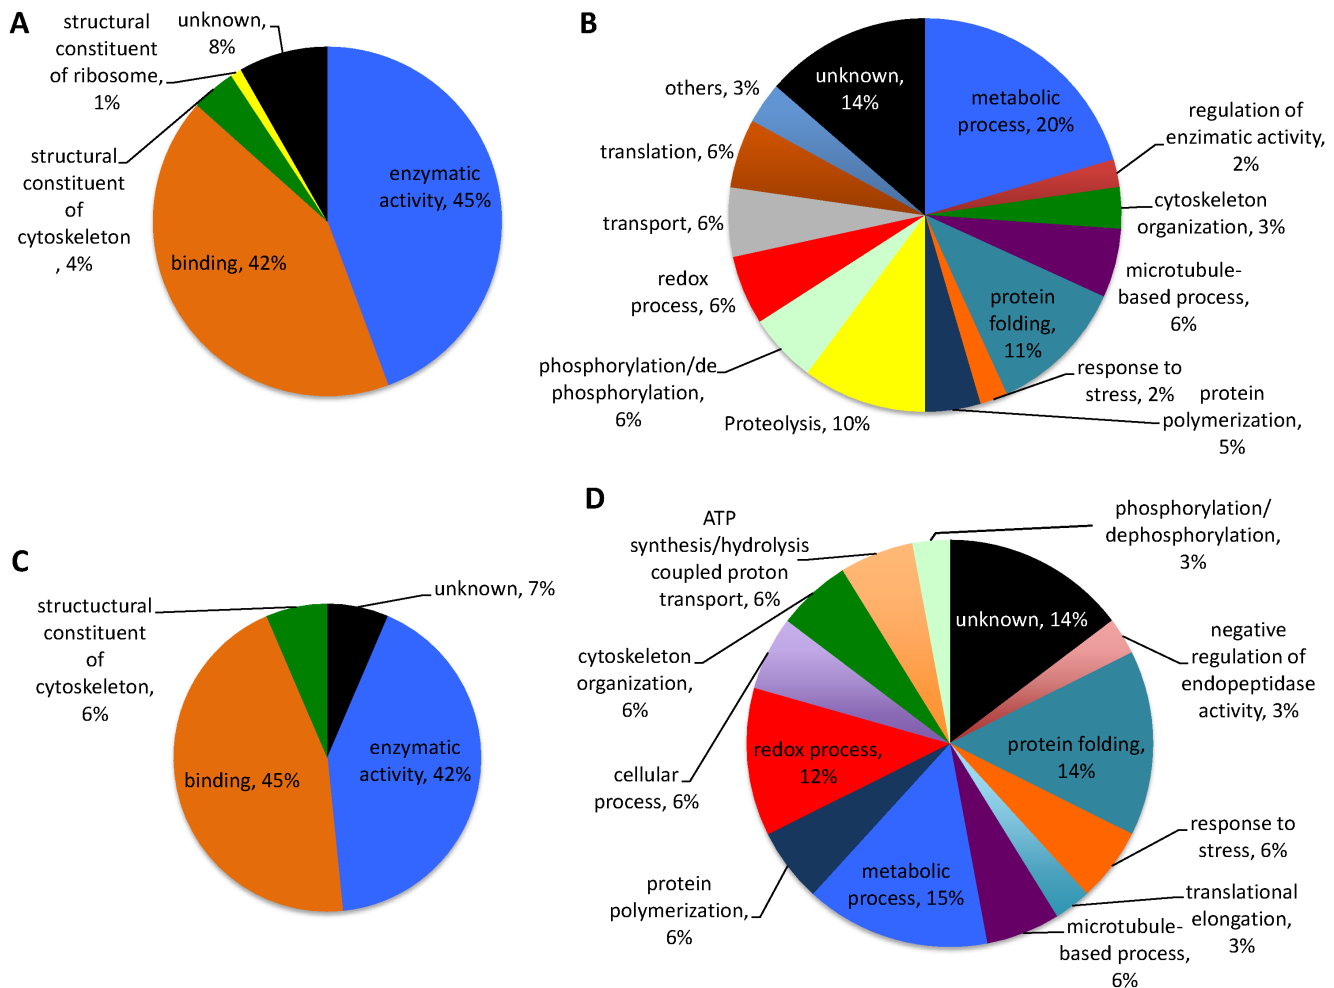 A
structural
constituent
of ribosome,
1%
unknown,
8%
structural
constituent
of
cytoskeleton
, 4%
enzymatic
activity, 45%
binding, 42%
B
unknown,
14%
metabolic
process, 20%
regulation of
enzimatic activity,
2%
cytoskeleton
organization, 3%
microtubule-
based process,
6%
protein
folding,
11%
response to
stress, 2%
protein
polymerization,
5%
Proteolysis, 10%
phosphorylation/de
phosphorylation,
6%
redox
process, 6%
transport, 6%
translation, 6%
others, 3%
C
structuctural
constituent
of
cytoskeleton,
6%
unknown, 7%
enzymatic
activity, 42%
binding, 45%
D
ATP
synthesis/hydrolysis
coupled proton
transport, 6%
phosphorylation/
dephosphorylation,
3%
unknown, 14%
negative
regulation of
endopeptidase
activity, 3%
protein folding,
14%
response to
stress, 6%
translational
elongation,
3%
microtubule-
based process,
6%
metabolic
process, 15%
protein
polymerization,
6%
redox process,
12%
cellular
process, 6%
cytoskeleton
organization,
6%